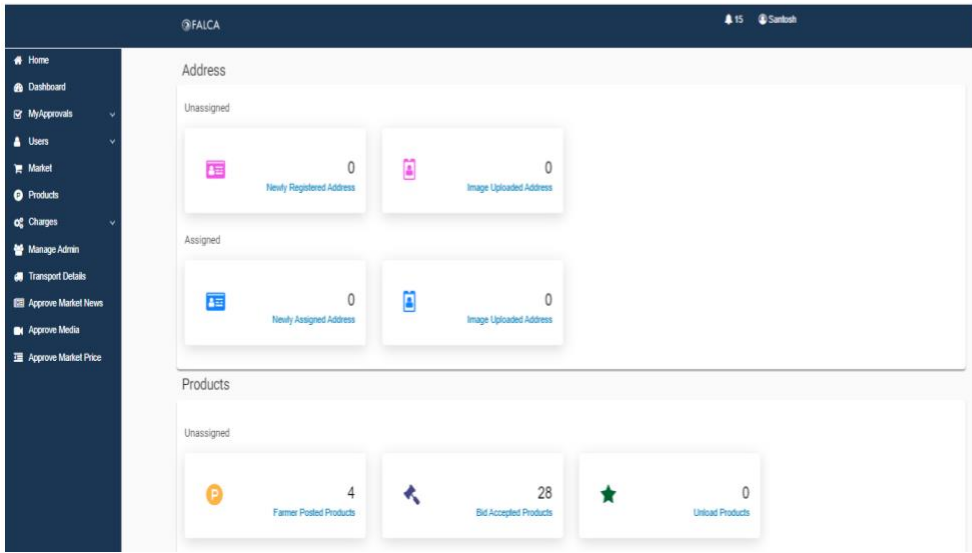 FALCA
15 Santosh
Home
Dashboard
MyApprovals
Users
Market
Products
Charges
Manage Admin
Transport Details
Approve Market News
Approve Media
Approve Market Price
Address
Unassigned
0
Newly Registered Address
0
Image Uploaded Address
Assigned
0
Newly Assigned Address
0
Image Uploaded Address
Products
Unassigned
P
4
Farmer Posted Products
28
Bid Accepted Products
0
Unload Products